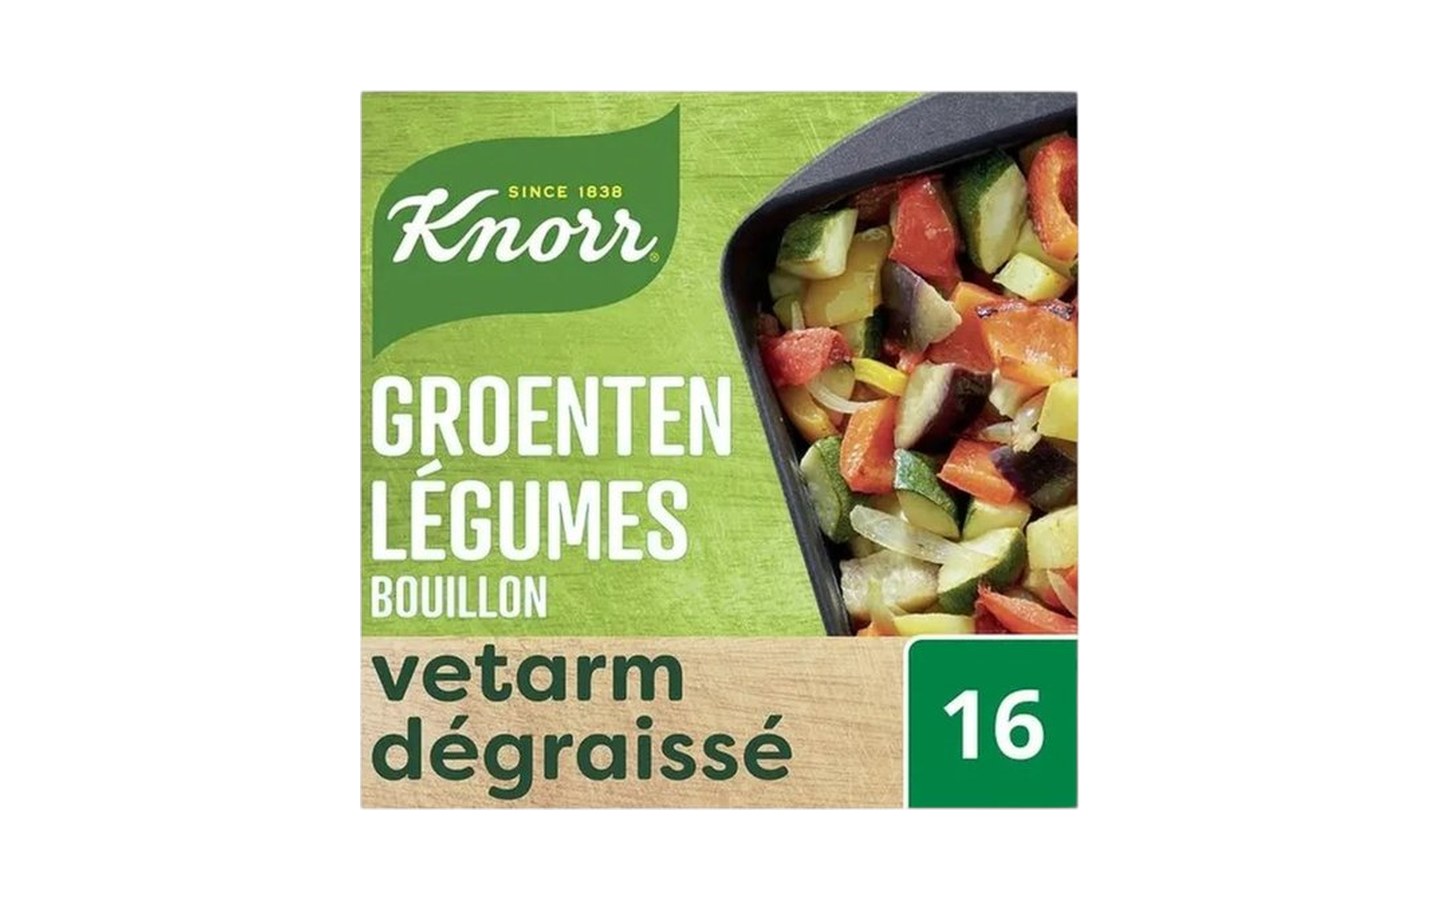 SINCE 1838
Knorr®
GROENTEN
LÉGUMES
BOUILLON
vetarm
dégraissé
16